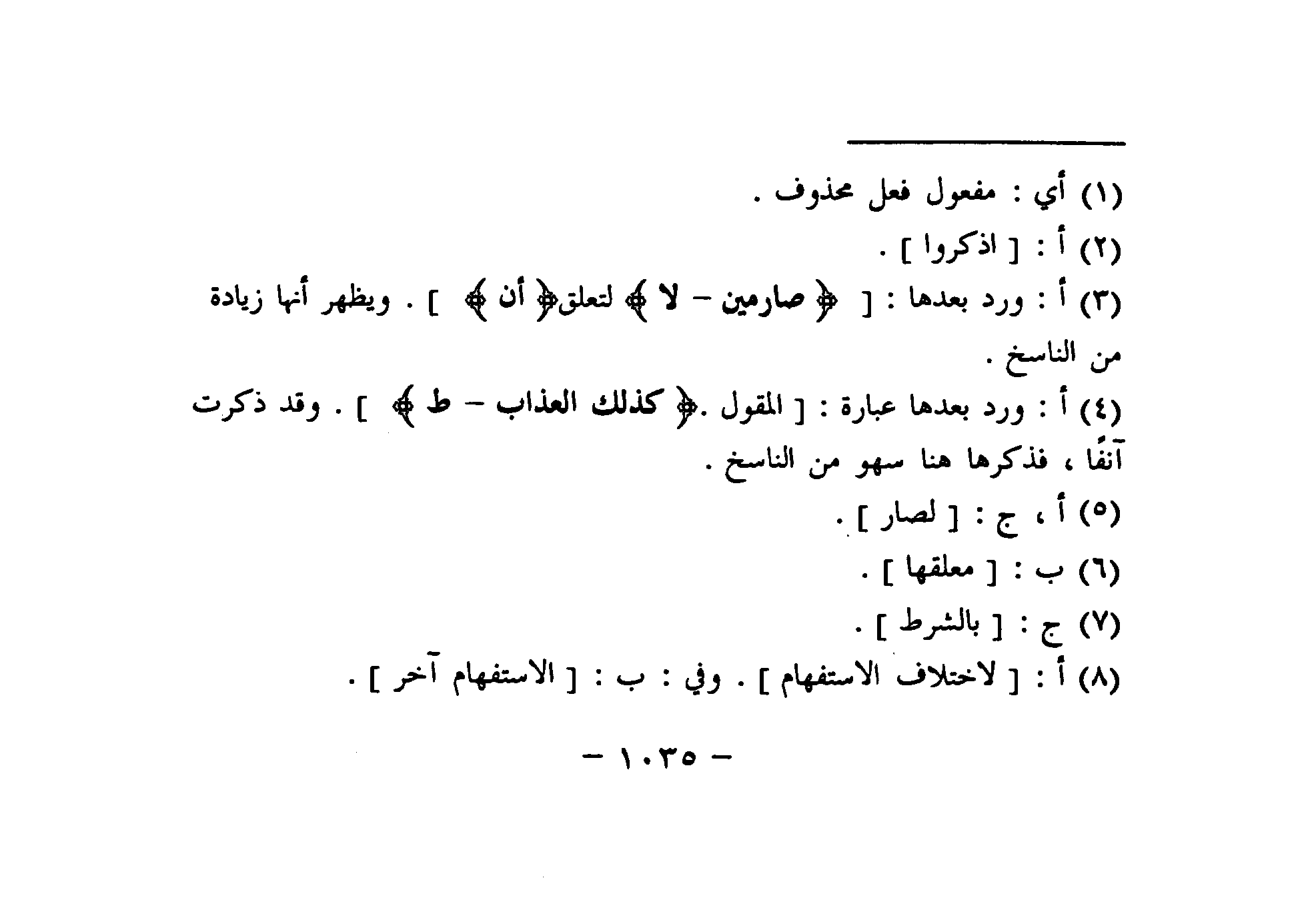 (١) أي : مفعول فعل محذوف .
(٢) أ : [ اذكروا ] .
(٣) أ : ورد بعدها : [ ﴿ صارمين – لا ﴾ لتعلق﴿ أن ﴾ ] . ويظهر أنها زيادة
من الناسخ .
(٤) أ : ورد بعدها عبارة : [ المقول .﴿ كذلك العذاب – ط ﴾ ] . وقد ذكرت
آنفًا ، فذكرها هنا سهو من الناسخ .
(٥) أ ، ج : [ لصار ] .
(٦) ب : [ معلقها ] .
(٧) ج : [ بالشرط ] .
(٨) أ : [ لاختلاف الاستفهام ] . وفي : ب : [ الاستفهام آخر ] .
– ١٠٣٥ –